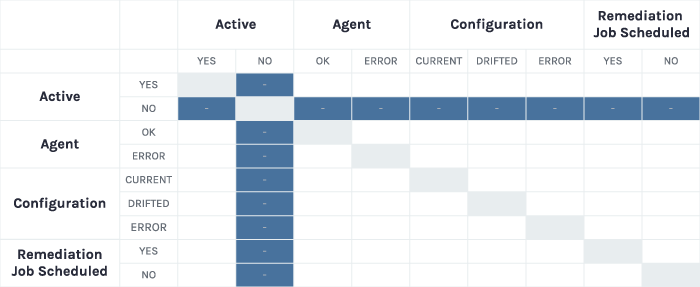 Active Agent Configuration Remediation
Job Scheduled
YES NO OK ERROR CURRENT DRIFTED ERROR YES NO
Active YES -
NO - - - - - - - -
Agent OK -
ERROR -
Configuration CURRENT -
DRIFTED -
ERROR -
Remediation
Job Scheduled YES -
NO -